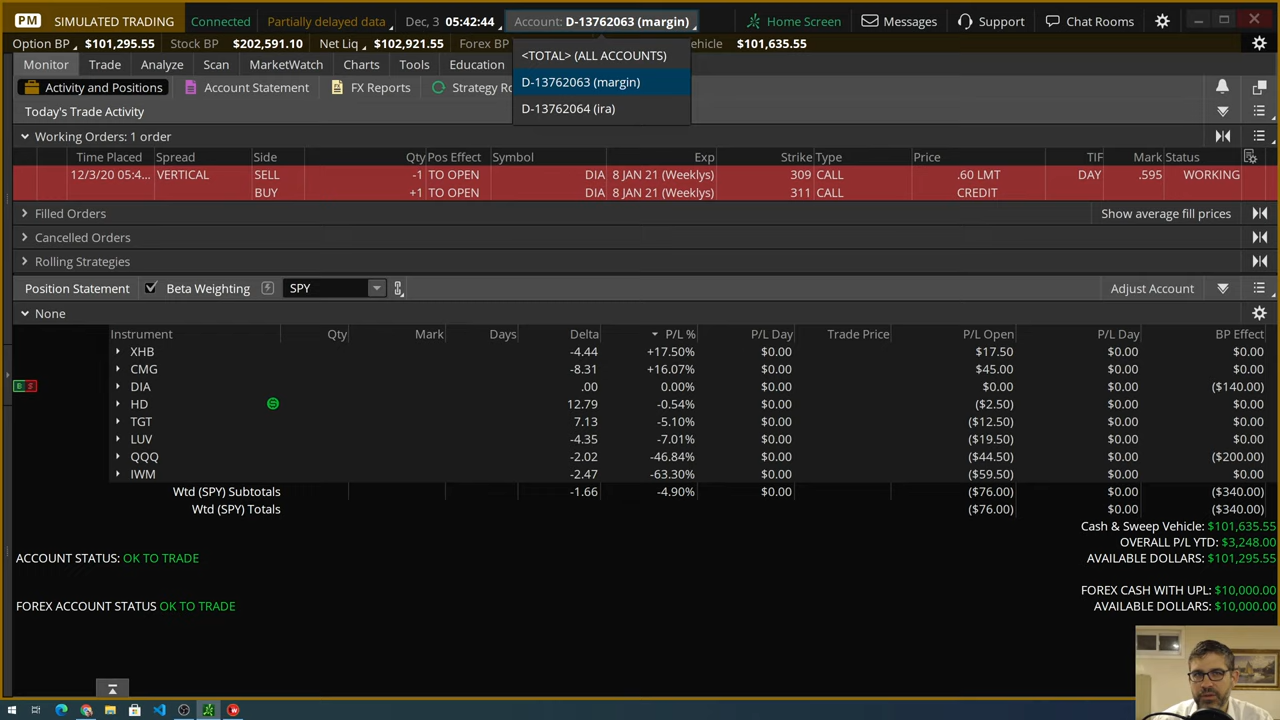 PM SIMULATED TRADING Connected Partially delayed data Dec, 3 05:42:44 Account: D-13762063 (margin) Home Screen Messages Support Chat Rooms
Option BP $101,295.55 Stock BP $202,591.10 Net Liq $102,921.55 Forex BP hicle $101,635.55
<TOTAL> (ALL ACCOUNTS)
D-13762063 (margin)
D-13762064 (ira)
Monitor Trade Analyze Scan MarketWatch Charts Tools Education
Activity and Positions Account Statement FX Reports Strategy Ro
Today's Trade Activity
Working Orders: 1 order
Time Placed Spread Side Qty Pos Effect Symbol Exp Strike Type Price TIF Mark Status
12/3/20 05:4... VERTICAL SELL -1 TO OPEN DIA 8 JAN 21 (Weeklys) 309 CALL .60 LMT DAY .595 WORKING
BUY +1 TO OPEN DIA 8 JAN 21 (Weeklys) 311 CALL CREDIT
Filled Orders Show average fill prices
Cancelled Orders
Rolling Strategies
Position Statement Beta Weighting SPY Adjust Account
None
Instrument Qty Mark Days Delta P/L % P/L Day Trade Price P/L Open P/L Day BP Effect
XHB -4.44 +17.50% $0.00 $17.50 $0.00 $0.00
CMG -8.31 +16.07% $0.00 $45.00 $0.00 $0.00
DIA .00 0.00% $0.00 $0.00 $0.00 ($140.00)
HD 12.79 -0.54% $0.00 ($2.50) $0.00 $0.00
TGT 7.13 -5.10% $0.00 ($12.50) $0.00 $0.00
LUV -4.35 -7.01% $0.00 ($19.50) $0.00 $0.00
QQQ -2.02 -46.84% $0.00 ($44.50) $0.00 ($200.00)
IWM -2.47 -63.30% $0.00 ($59.50) $0.00 $0.00
Wtd (SPY) Subtotals -1.66 -4.90% $0.00 ($76.00) $0.00 ($340.00)
Wtd (SPY) Totals ($76.00) $0.00 ($340.00)
Cash & Sweep Vehicle: $101,635.55
OVERALL P/L YTD: $3,248.00
ACCOUNT STATUS: OK TO TRADE AVAILABLE DOLLARS: $101,295.55
FOREX CASH WITH UPL: $10,000.00
FOREX ACCOUNT STATUS OK TO TRADE AVAILABLE DOLLARS: $10,000.00